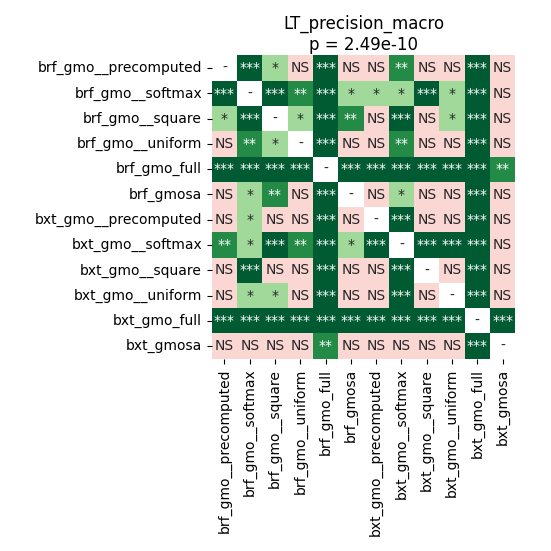 LT_precision_macro
p = 2.49e-10
brf_gmo__precomputed - *** * NS *** NS NS ** NS NS *** NS
brf_gmo__softmax *** - *** ** *** * * * *** * *** NS
brf_gmo__square * *** - * *** ** NS *** NS * *** NS
brf_gmo__uniform NS ** * - *** NS NS ** NS NS *** NS
brf_gmo_full *** *** *** *** - *** *** *** *** *** *** **
brf_gmosa NS * ** NS *** - NS * NS NS *** NS
bxt_gmo__precomputed NS * NS NS *** NS - *** NS NS *** NS
bxt_gmo__softmax ** * *** ** *** * *** - *** *** *** NS
bxt_gmo__square NS *** NS NS *** NS NS *** - NS *** NS
bxt_gmo__uniform NS * * NS *** NS NS *** NS - *** NS
bxt_gmo_full *** *** *** *** *** *** *** *** *** *** - ***
bxt_gmosa NS NS NS NS ** NS NS NS NS NS *** -
brf_gmo__precomputed
brf_gmo__softmax
brf_gmo__square
brf_gmo__uniform
brf_gmo_full
brf_gmosa
bxt_gmo__precomputed
bxt_gmo__softmax
bxt_gmo__square
bxt_gmo__uniform
bxt_gmo_full
bxt_gmosa